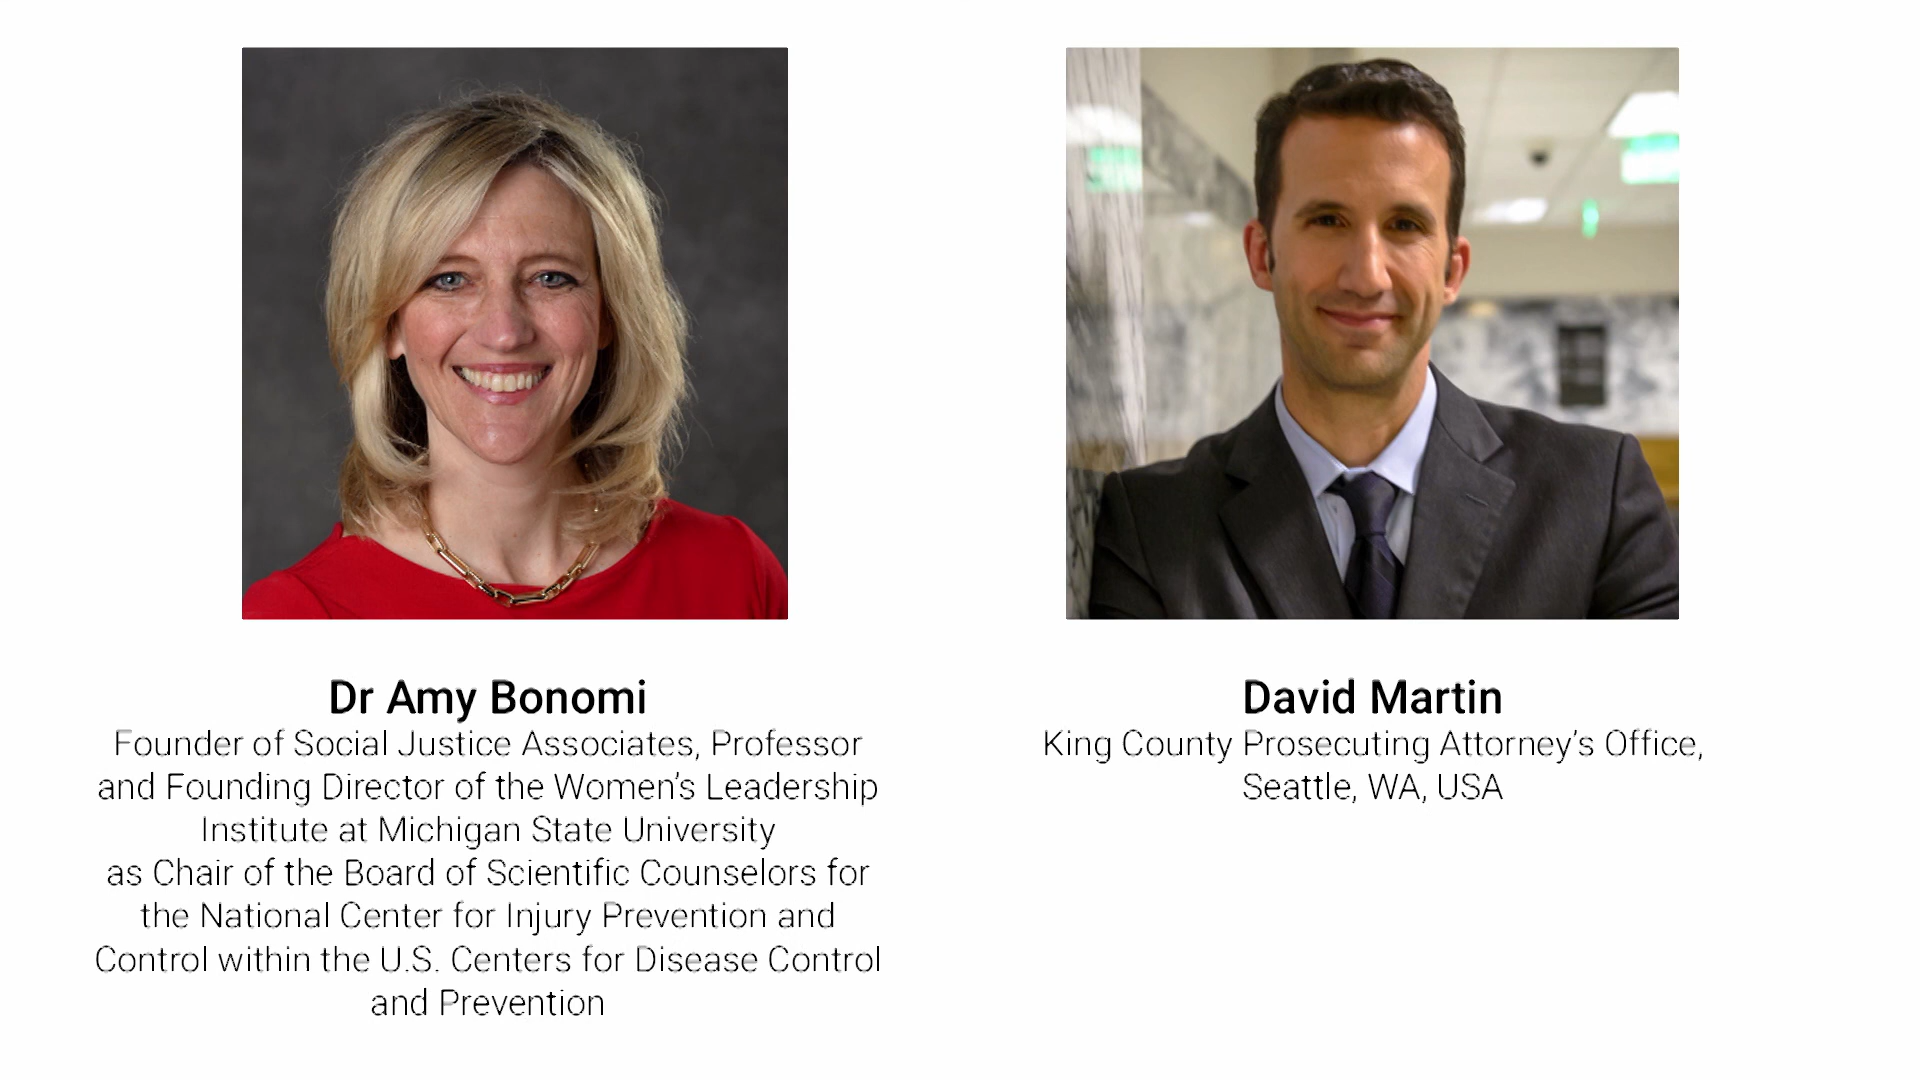 Dr Amy Bonomi
Founder of Social Justice Associates, Professor
and Founding Director of the Women's Leadership
Institute at Michigan State University
as Chair of the Board of Scientific Counselors for
the National Center for Injury Prevention and
Control within the U.S. Centers for Disease Control
and Prevention
David Martin
King County Prosecuting Attorney's Office,
Seattle, WA, USA